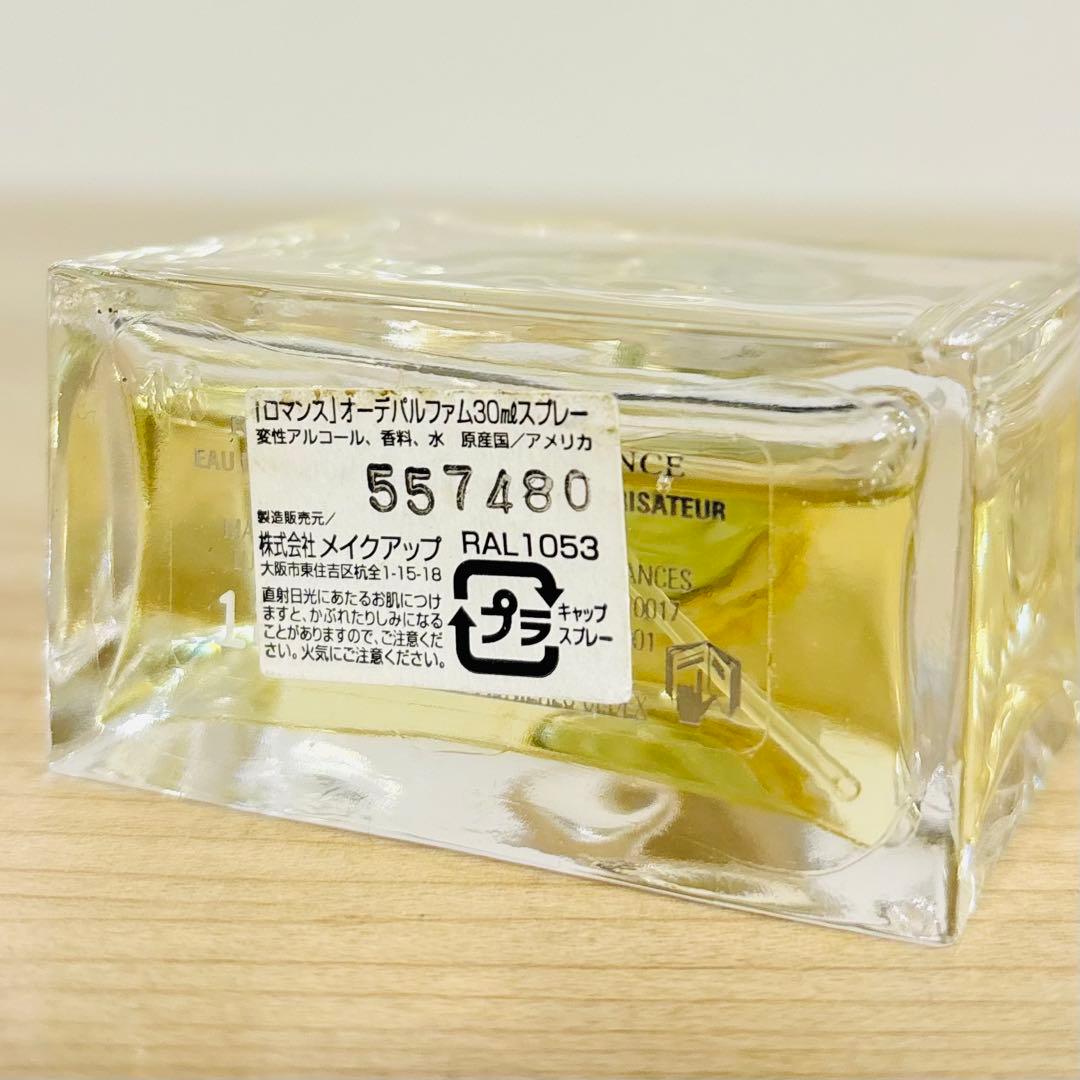 「ロマンス」オーデパルファム30mlスプレー
変性アルコール、香料、水 原産国/アメリカ
557480
製造販売元/
株式会社メイクアップ RAL1053
大阪市東住吉区杭全1-15-18
直射日光にあたるお肌につけ
ますと、かぶれたりしみになる
ことがありますので、ご注意くだ
さい。火気にご注意ください。
プラ
キャップ
スプレー
EAU
NCE
RISATEUR
ANCES
0017
01
1